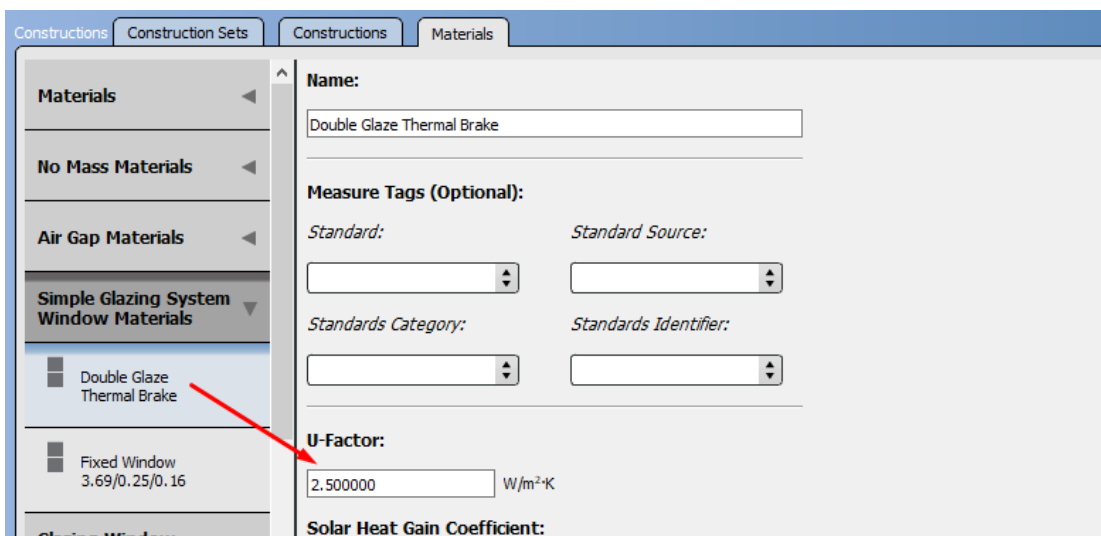 Constructions Construction Sets Constructions Materials
Materials
No Mass Materials
Air Gap Materials
Simple Glazing System
Window Materials
Double Glaze
Thermal Brake
Fixed Window
3.69/0.25/0.16
Name:
Double Glaze Thermal Brake
Measure Tags (Optional):
Standard: Standard Source:
Standards Category: Standards Identifier:
U-Factor:
2.500000 W/m²·K
Solar Heat Gain Coefficient: